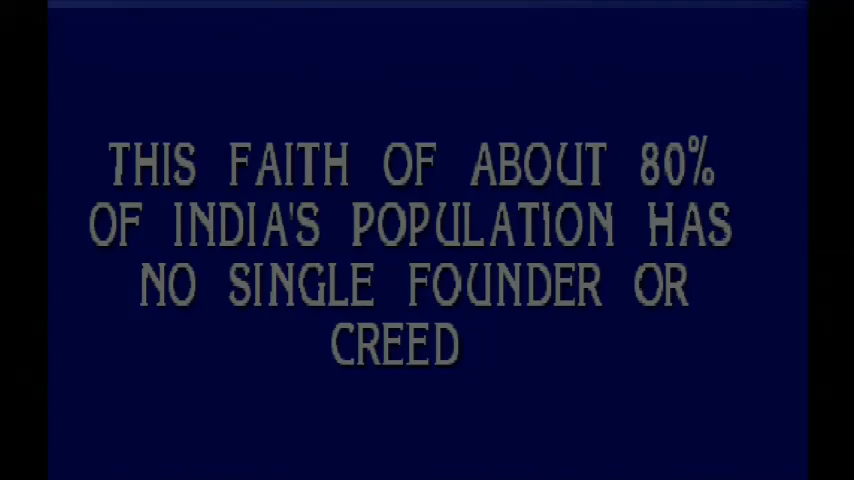 THIS FAITH OF ABOUT 80%
OF INDIA'S POPULATION HAS
NO SINGLE FOUNDER OR
CREED